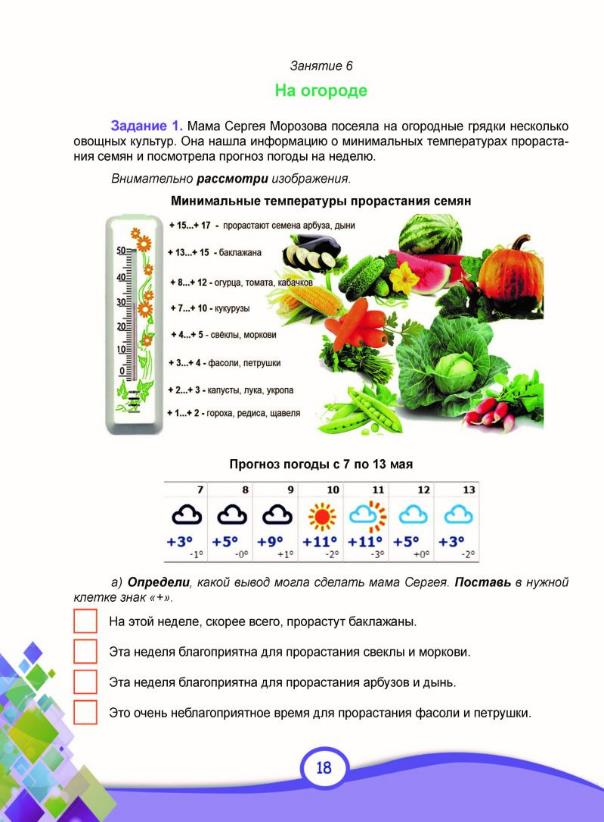 Занятие 6
На огороде
Задание 1. Мама Сергея Морозова посеяла на огородные грядки несколько
овощных культур. Она нашла информацию о минимальных температурах прораста-
ния семян и посмотрела прогноз погоды на неделю.
Внимательно рассмотри изображения.
Минимальные температуры прорастания семян
+ 15...+ 17 - прорастают семена арбуза, дыни
+ 13...+ 15 - баклажана
+ 8...+ 12 - огурца, томата, кабачков
+ 7...+ 10 - кукурузы
+ 4...+ 5 - свёклы, моркови
+ 3...+ 4 - фасоли, петрушки
+ 2...+ 3 - капусты, лука, укропа
+ 1...+ 2 - гороха, редиса, щавеля
50
40
30
20
10
0
Прогноз погоды с 7 по 13 мая
7 8 9 10 11 12 13
+3° +5° +9° +11° +11° +5° +3°
-1° -0° +1° -2° -3° +0° -2°
а) Определи, какой вывод могла сделать мама Сергея. Поставь в нужной
клетке знак «+».
На этой неделе, скорее всего, прорастут баклажаны.
Эта неделя благоприятна для прорастания свеклы и моркови.
Эта неделя благоприятна для прорастания арбузов и дынь.
Это очень неблагоприятное время для прорастания фасоли и петрушки.
18